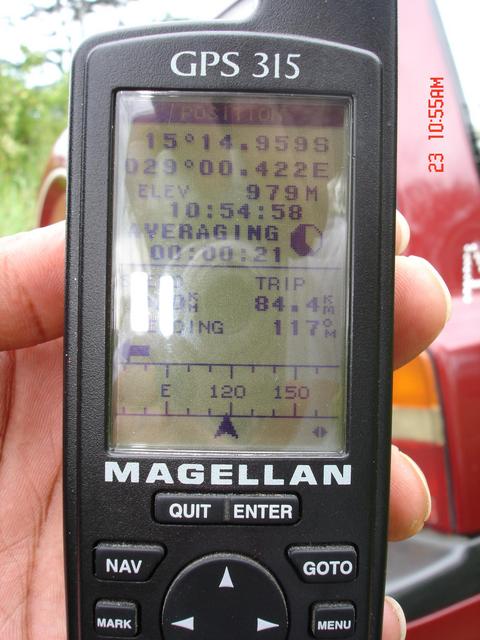 GPS 315
POSITION
15°14.959S
029°00.422E
ELEV 979M
10:54:58
AVERAGING
00:00:21
TRIP
84.4KM
117°M
E 120 150
MAGELLAN
QUIT ENTER
NAV GOTO
MARK MENU
23 10:55AM